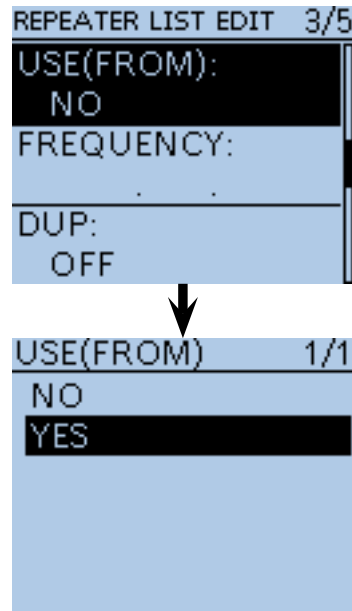 REPEATER LIST EDIT 3/5
USE(FROM):
NO
FREQUENCY:
. .
DUP:
OFF
USE(FROM) 1/1
NO
YES